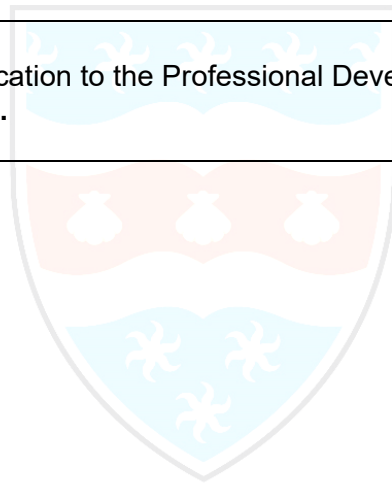 cation to the Professional Deve
.